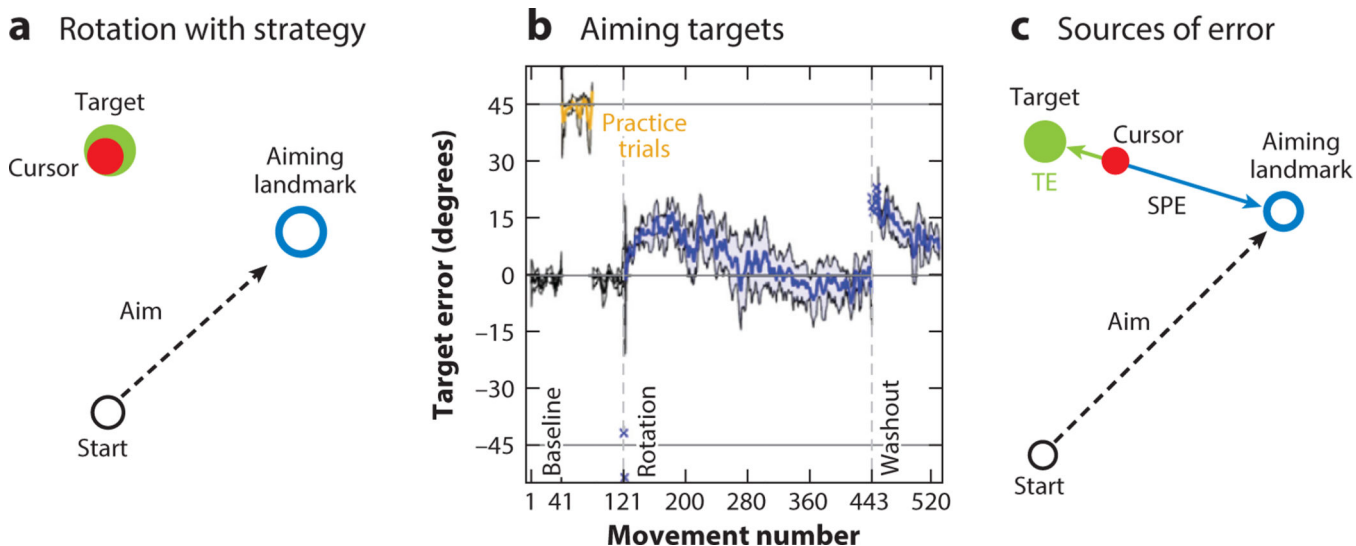 a Rotation with strategy
Target
Cursor
Aiming
landmark
Aim
Start
b Aiming targets
Target error (degrees)
45
30
15
0
−15
−30
−45
Practice
trials
Baseline
Rotation
Washout
1 41 121 200 280 360 443 520
Movement number
c Sources of error
Target
Cursor
TE
SPE
Aiming
landmark
Aim
Start